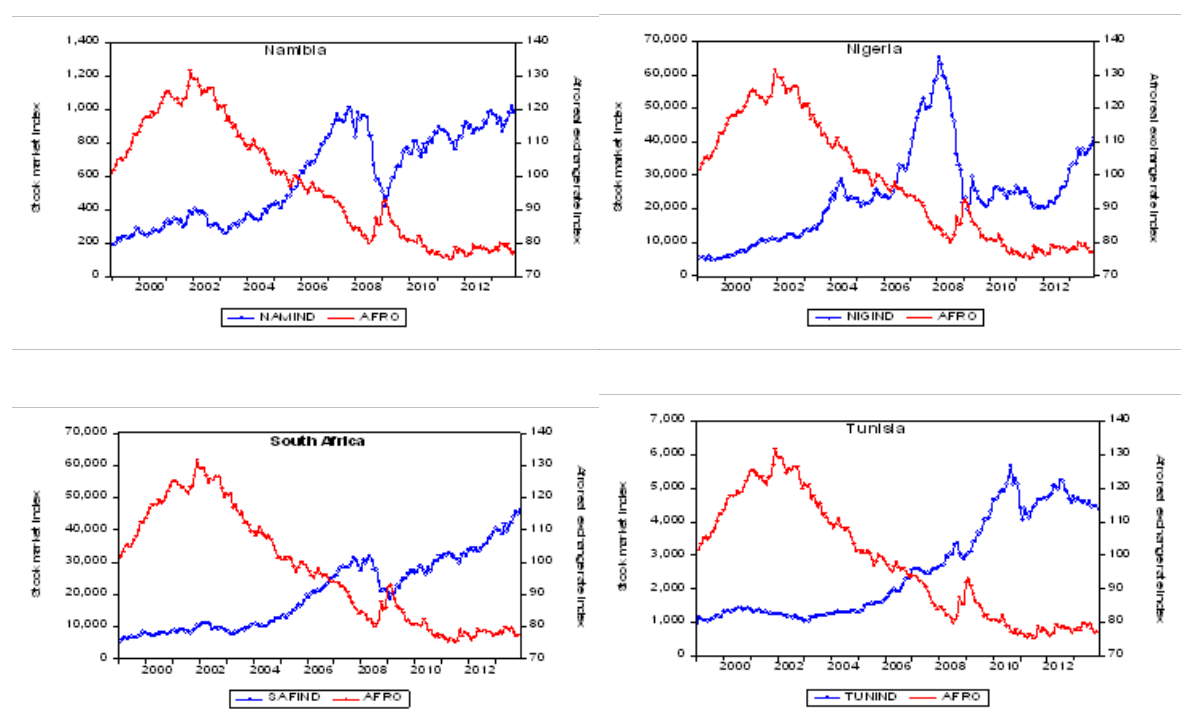 Namibia
1,400 1,200 1,000 800 600 400 200 0
140 130 120 110 100 90 80 70
Stock market index
Afro real exchange rate index
2000 2002 2004 2006 2008 2010 2012
NAMIND AFRO
Nigeria
70,000 60,000 50,000 40,000 30,000 20,000 10,000 0
140 130 120 110 100 90 80 70
Stock market index
Afro real exchange rate index
2000 2002 2004 2006 2008 2010 2012
NIGIND AFRO
South Africa
70,000 60,000 50,000 40,000 30,000 20,000 10,000 0
140 130 120 110 100 90 80 70
Stock market index
Afro real exchange rate index
2000 2002 2004 2006 2008 2010 2012
SAFIND AFRO
Tunisia
7,000 6,000 5,000 4,000 3,000 2,000 1,000 0
140 130 120 110 100 90 80 70
Stock market index
Afro real exchange rate index
2000 2002 2004 2006 2008 2010 2012
TUNIND AFRO